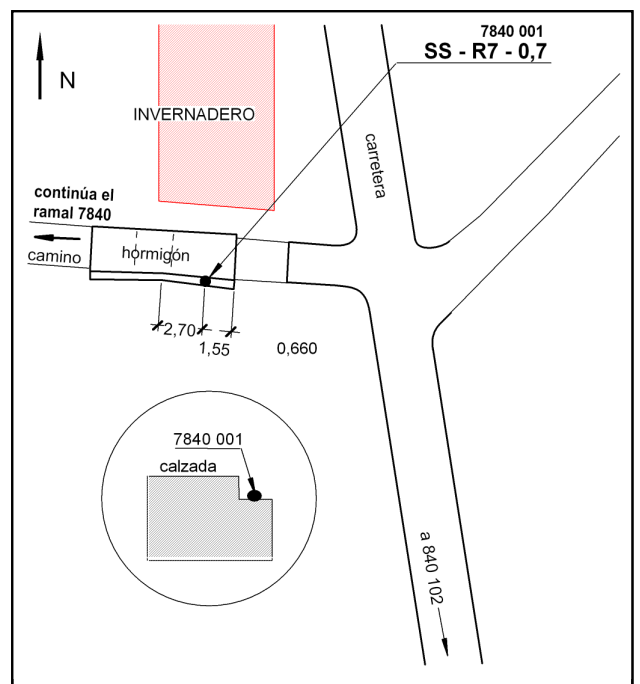 7840 001
SS - R7 - 0,7
N
INVERNADERO
carretera
continúa el
ramal 7840
hormigón
camino
2,70
1,55
0,660
7840 001
calzada
a 840 102